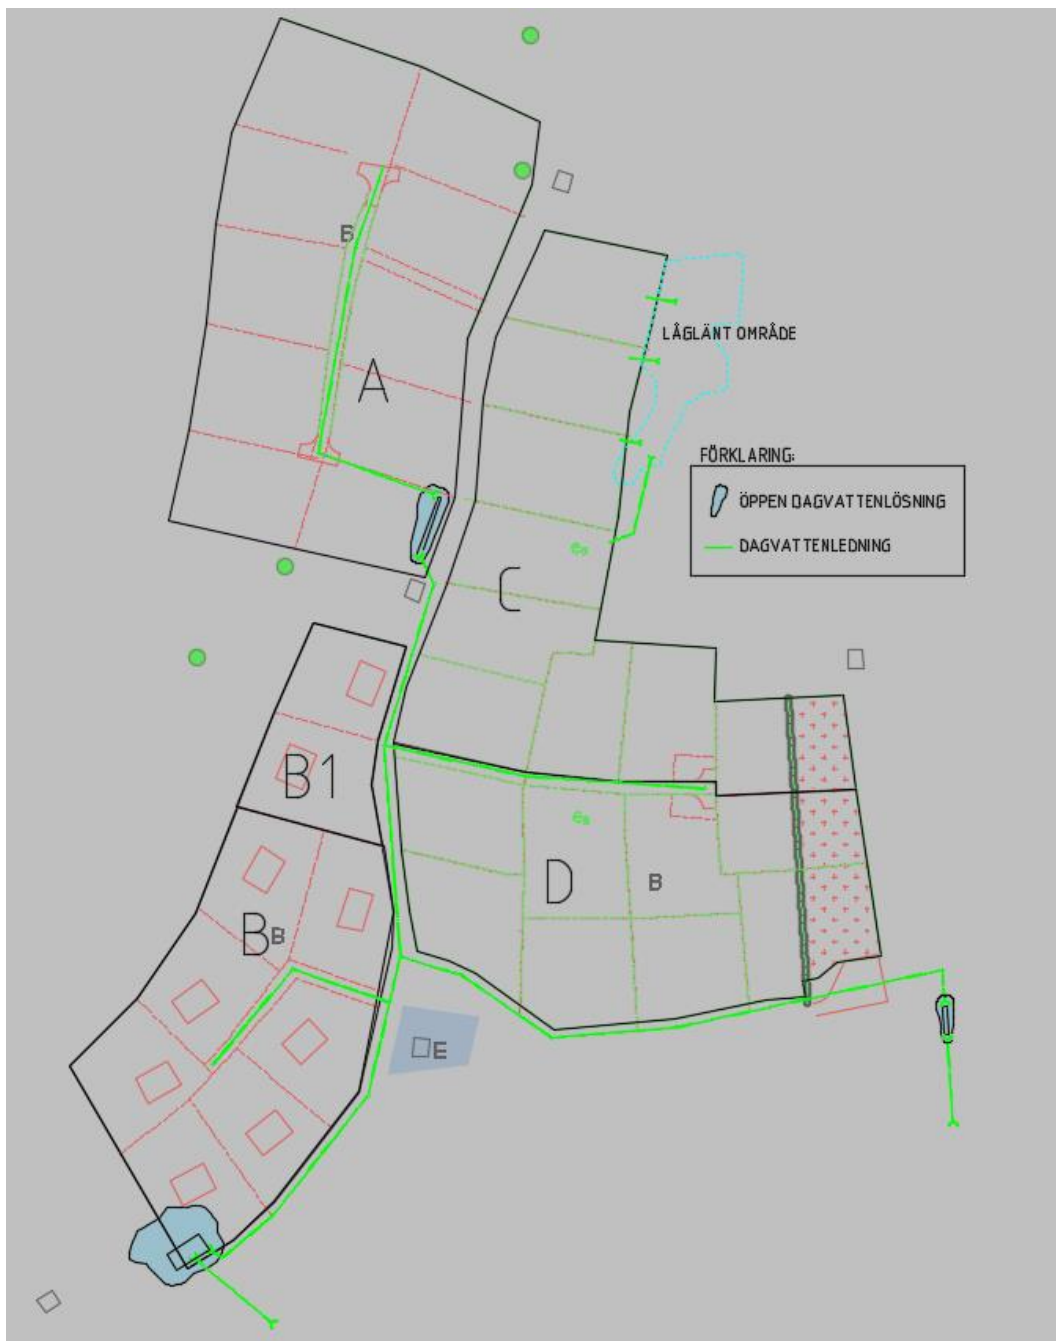 B
A
LÅGLÄNT OMRÅDE
FÖRKLARING:
ÖPPEN DAGVATTENLÖSNING
DAGVATTENLEDNING
C
B1
D
B
B
B
E